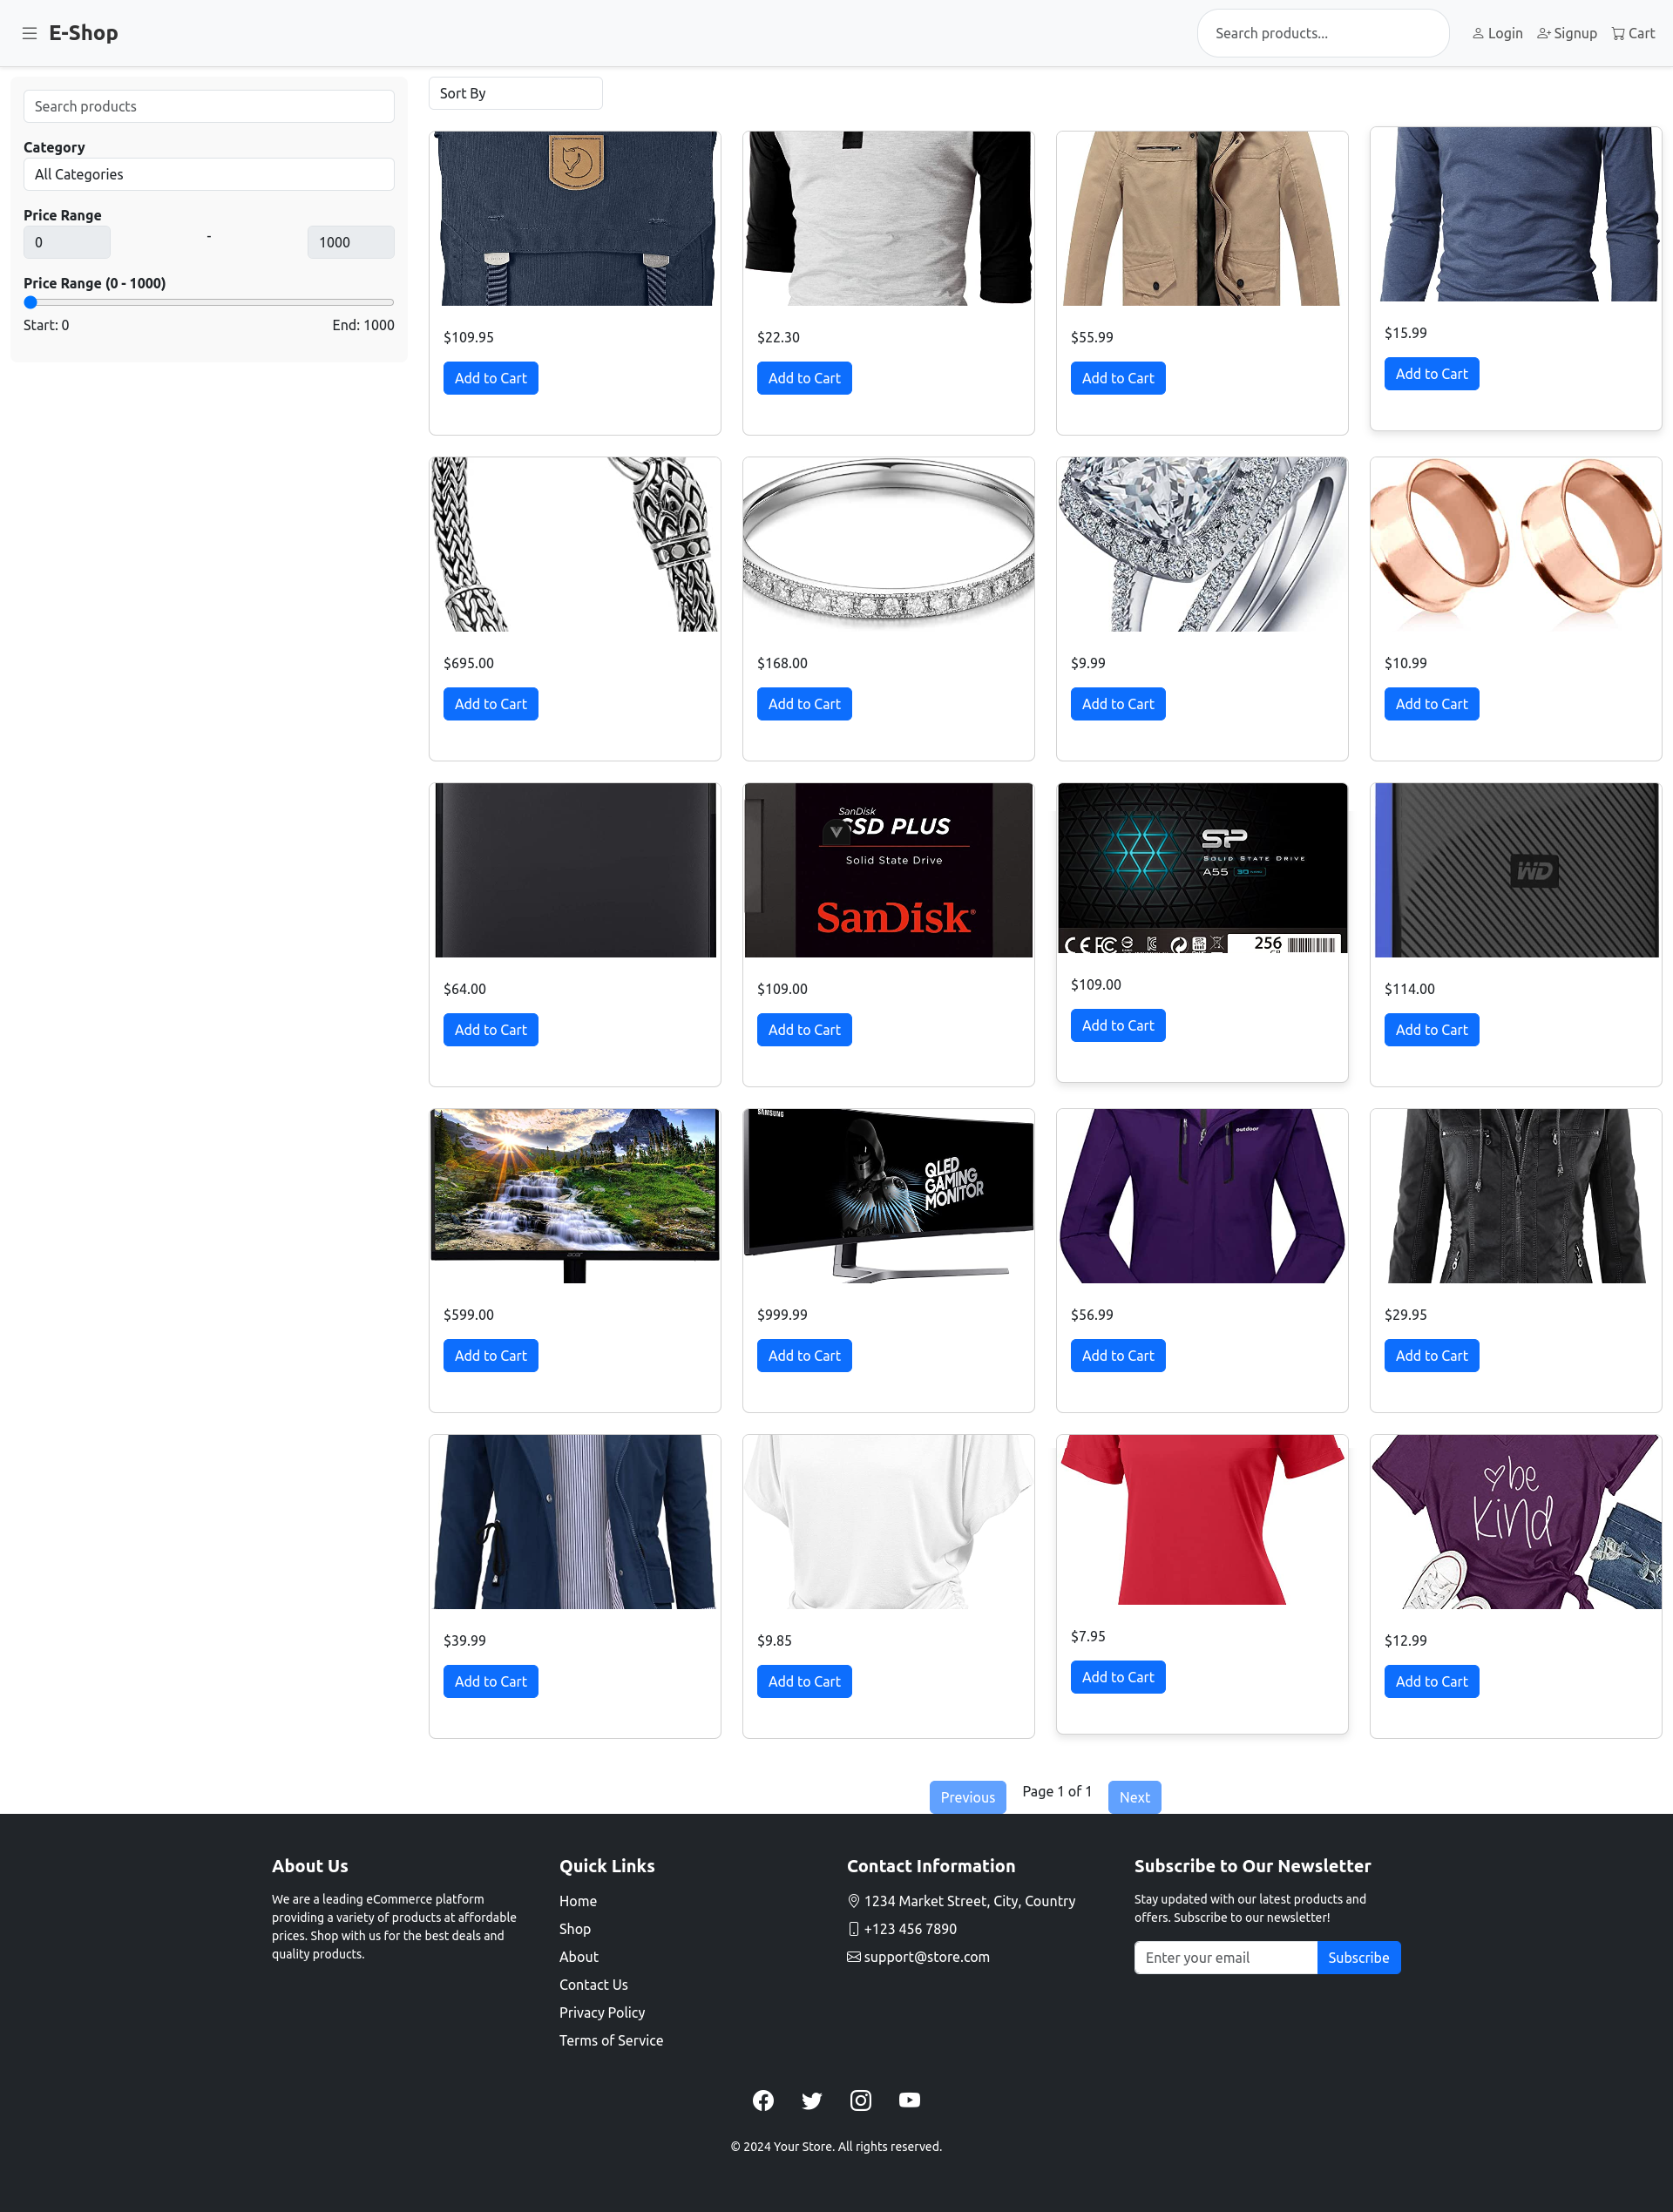 E-Shop
Search products...
Login
Signup
Cart
Search products
Category
All Categories
Price Range
0
-
1000
Price Range (0 - 1000)
Start: 0
End: 1000
Sort By
$109.95
Add to Cart
$22.30
Add to Cart
$55.99
Add to Cart
$15.99
Add to Cart
$695.00
Add to Cart
$168.00
Add to Cart
$9.99
Add to Cart
$10.99
Add to Cart
$64.00
Add to Cart
SanDisk
SSD PLUS
Solid State Drive
SanDisk
$109.00
Add to Cart
SP
SOLID STATE DRIVE
A55
256
$109.00
Add to Cart
WD
$114.00
Add to Cart
acer
$599.00
Add to Cart
SAMSUNG
QLED
GAMING
MONITOR
$999.99
Add to Cart
outdoor
$56.99
Add to Cart
$29.95
Add to Cart
$39.99
Add to Cart
$9.85
Add to Cart
$7.95
Add to Cart
be
kind
$12.99
Add to Cart
Previous
Page 1 of 1
Next
About Us
We are a leading eCommerce platform
providing a variety of products at affordable
prices. Shop with us for the best deals and
quality products.
Quick Links
Home
Shop
About
Contact Us
Privacy Policy
Terms of Service
Contact Information
1234 Market Street, City, Country
+123 456 7890
support@store.com
Subscribe to Our Newsletter
Stay updated with our latest products and
offers. Subscribe to our newsletter!
Enter your email
Subscribe
© 2024 Your Store. All rights reserved.